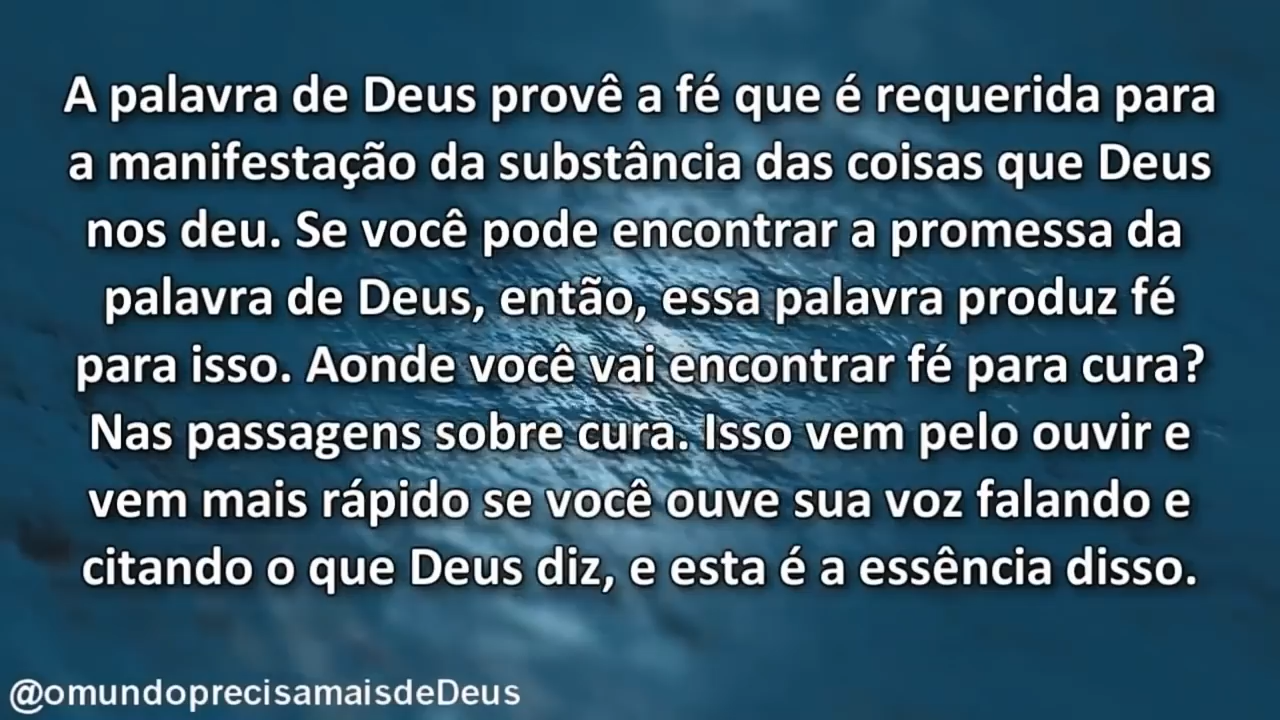 A palavra de Deus provê a fé que é requerida para
a manifestação da substância das coisas que Deus
nos deu. Se você pode encontrar a promessa da
palavra de Deus, então, essa palavra produz fé
para isso. Aonde você vai encontrar fé para cura?
Nas passagens sobre cura. Isso vem pelo ouvir e
vem mais rápido se você ouve sua voz falando e
citando o que Deus diz, e esta é a essência disso.
@omundoprecisamaisdeDeus